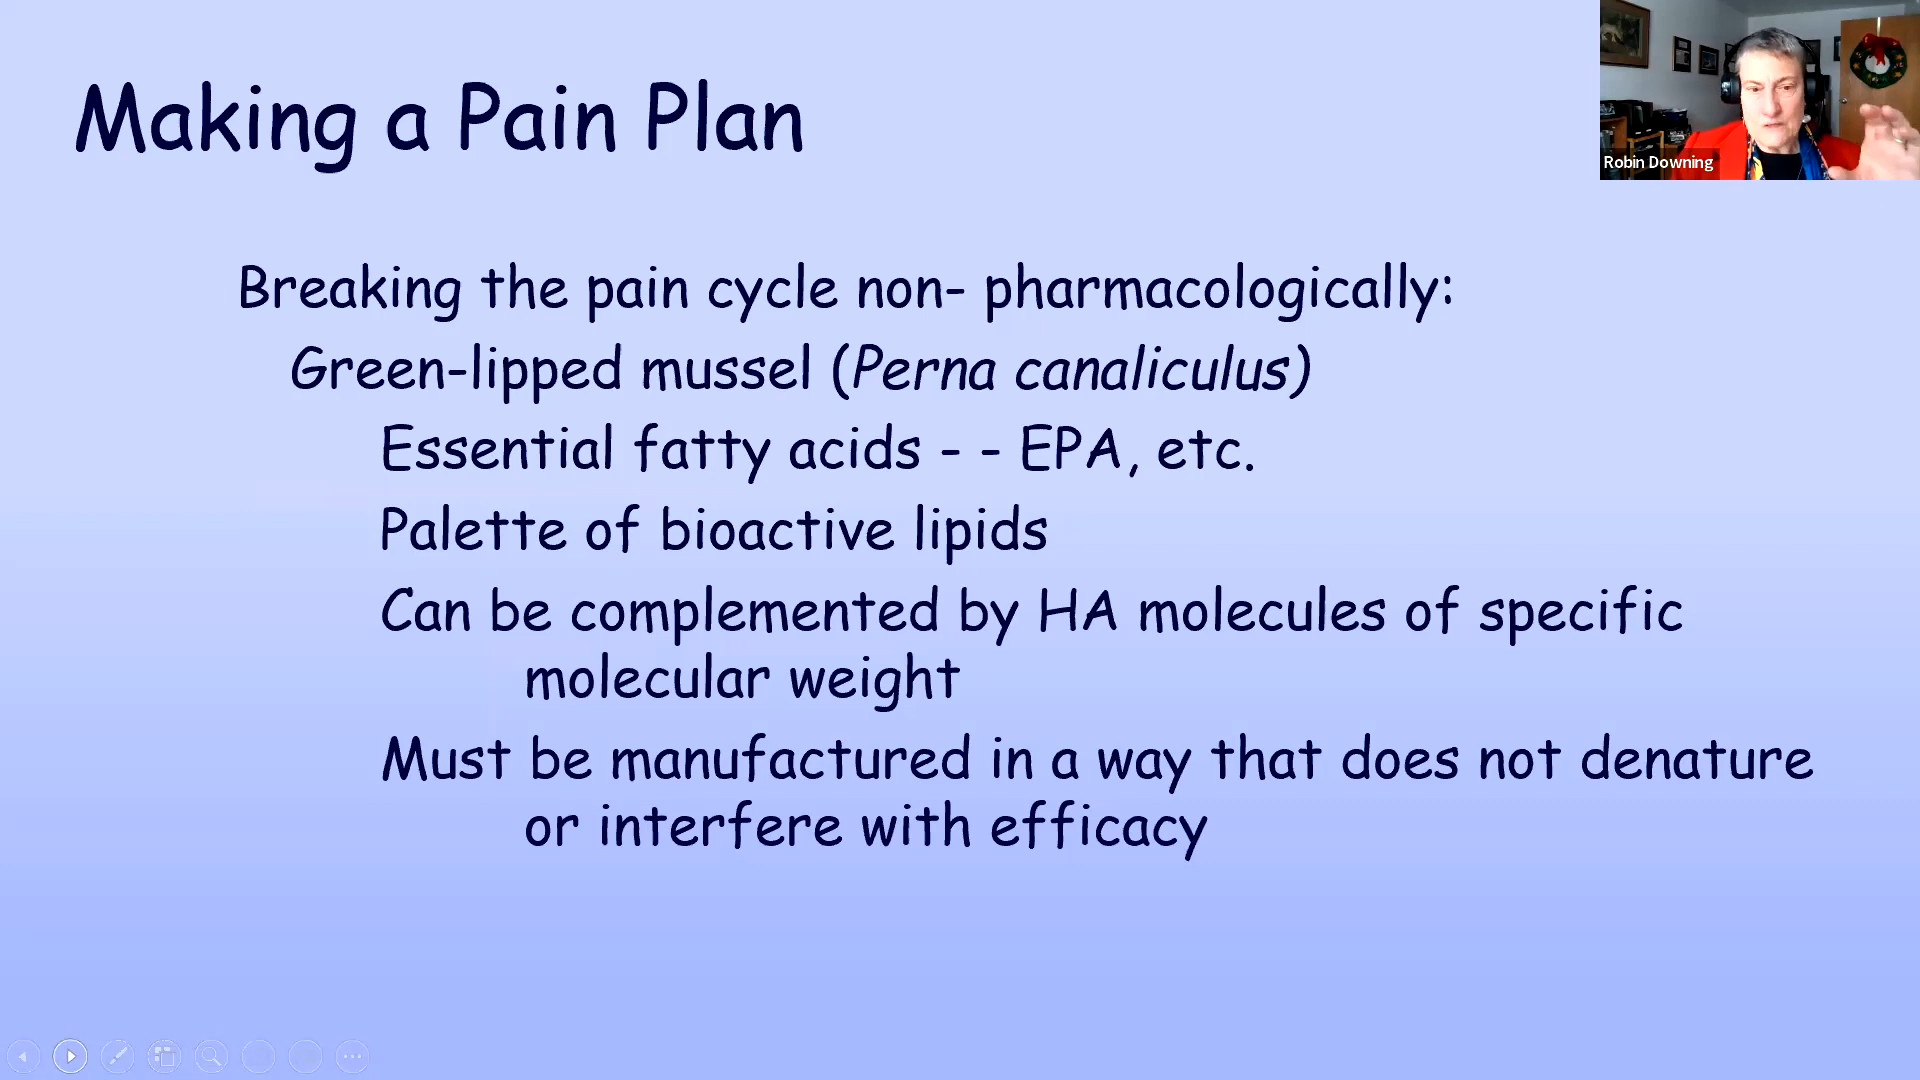 Making a Pain Plan
Robin Downing
Breaking the pain cycle non- pharmacologically:
Green-lipped mussel (Perna canaliculus)
Essential fatty acids - - EPA, etc.
Palette of bioactive lipids
Can be complemented by HA molecules of specific
molecular weight
Must be manufactured in a way that does not denature
or interfere with efficacy